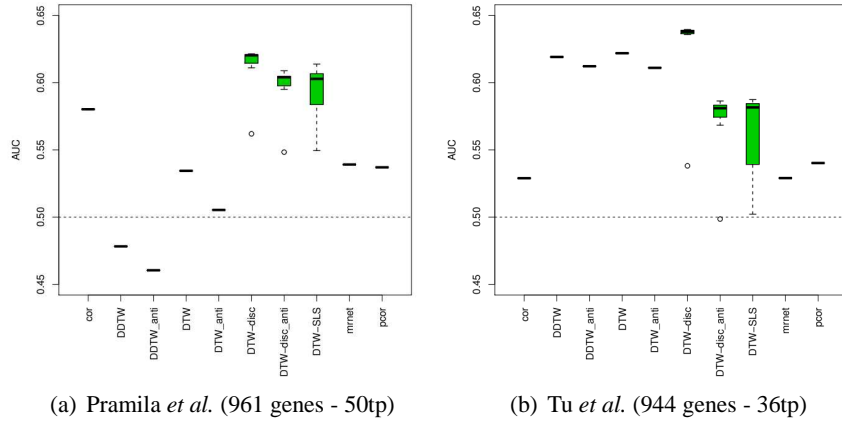 0.65
0.60
0.55
0.50
0.45
AUC
cor
DDTW
DDTW_anti
DTW
DTW_anti
DTW−disc
DTW−disc_anti
DTW−SLS
mrnet
pcor
(a) Pramila et al. (961 genes - 50tp)
0.65
0.60
0.55
0.50
0.45
AUC
cor
DDTW
DDTW_anti
DTW
DTW_anti
DTW−disc
DTW−disc_anti
DTW−SLS
mrnet
pcor
(b) Tu et al. (944 genes - 36tp)